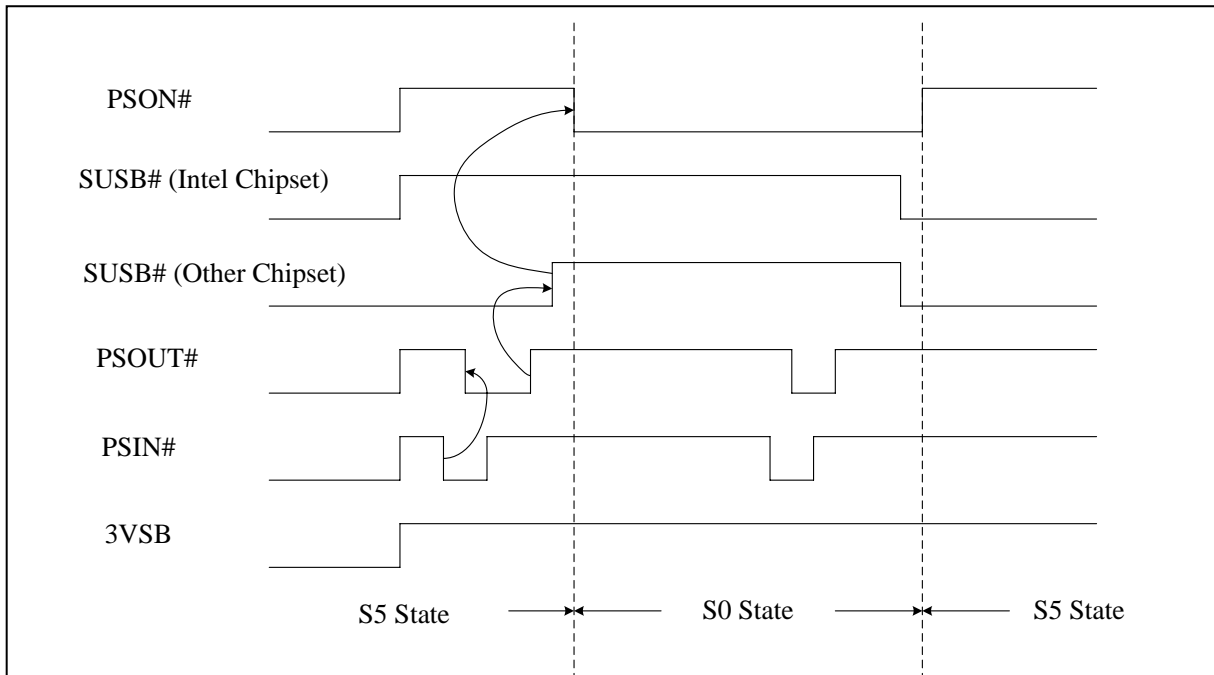 PSON#
SUSB# (Intel Chipset)
SUSB# (Other Chipset)
PSOUT#
PSIN#
3VSB
S5 State
S0 State
S5 State